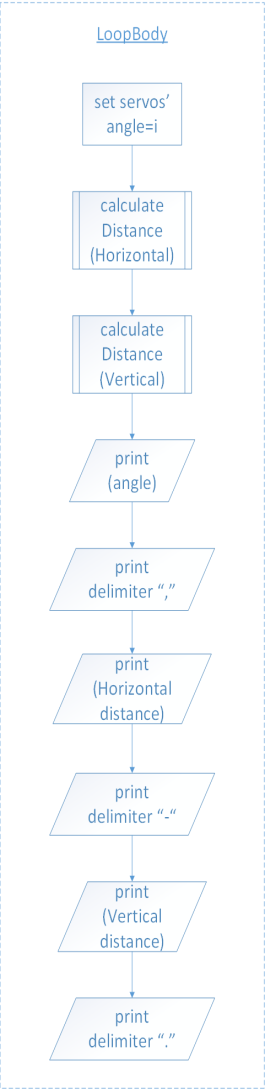 LoopBody
set servos’
angle=i
calculate
Distance
(Horizontal)
calculate
Distance
(Vertical)
print
(angle)
print
delimiter “,”
print
(Horizontal
distance)
print
delimiter “-“
print
(Vertical
distance)
print
delimiter “.”